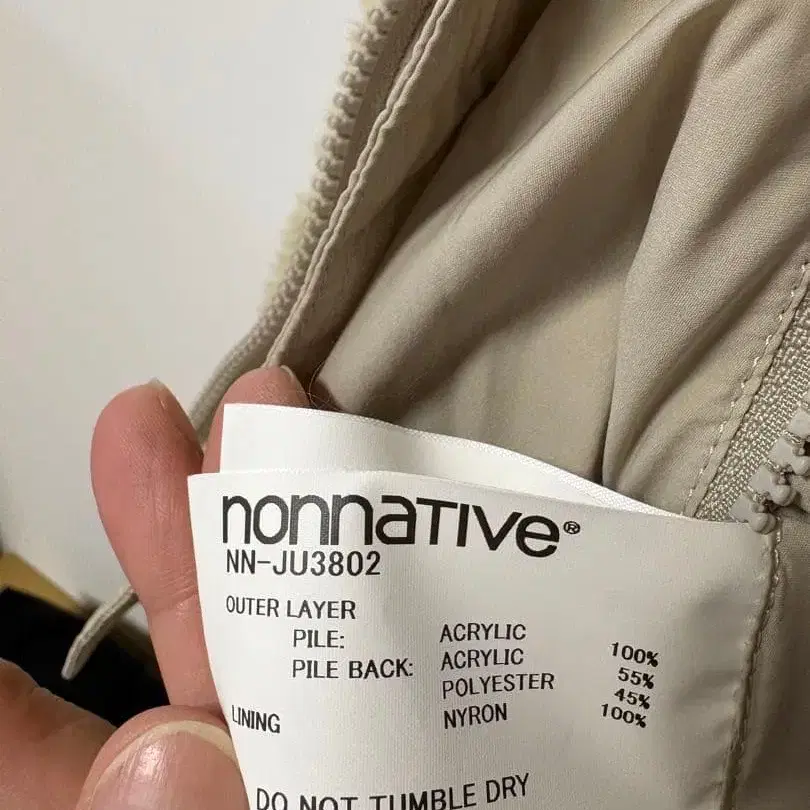 nonnative®
NN-JU3802
OUTER LAYER
PILE: ACRYLIC 100%
PILE BACK: ACRYLIC 55%
POLYESTER 45%
LINING NYRON 100%
DO NOT TUMBLE DRY